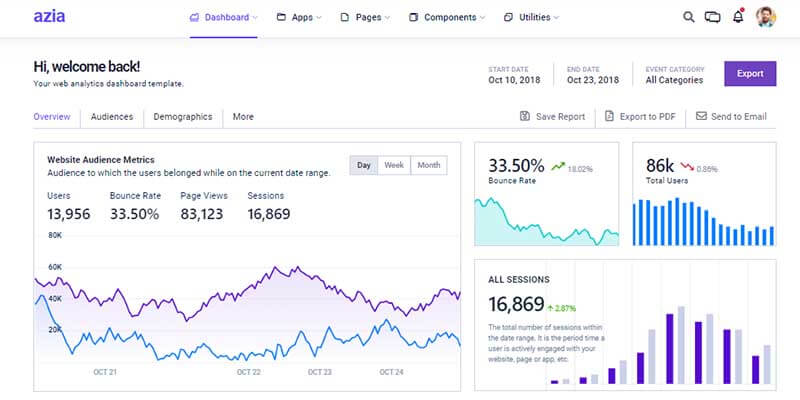 azia
Dashboard Apps Pages Components Utilities
Hi, welcome back!
Your web analytics dashboard template.
START DATE
Oct 10, 2018
END DATE
Oct 23, 2018
EVENT CATEGORY
All Categories
Export
Overview Audiences Demographics More
Save Report Export to PDF Send to Email
Website Audience Metrics
Audience to which the users belonged while on the current date range.
Day Week Month
Users
13,956
Bounce Rate
33.50%
Page Views
83,123
Sessions
16,869
80K
60K
40K
20K
OCT 21 OCT 22 OCT 23 OCT 24
33.50% 18.02%
Bounce Rate
86k 0.86%
Total Users
ALL SESSIONS
16,869 2.87%
The total number of sessions within
the date range. It is the period time a
user is actively engaged with your
website, page or app, etc.